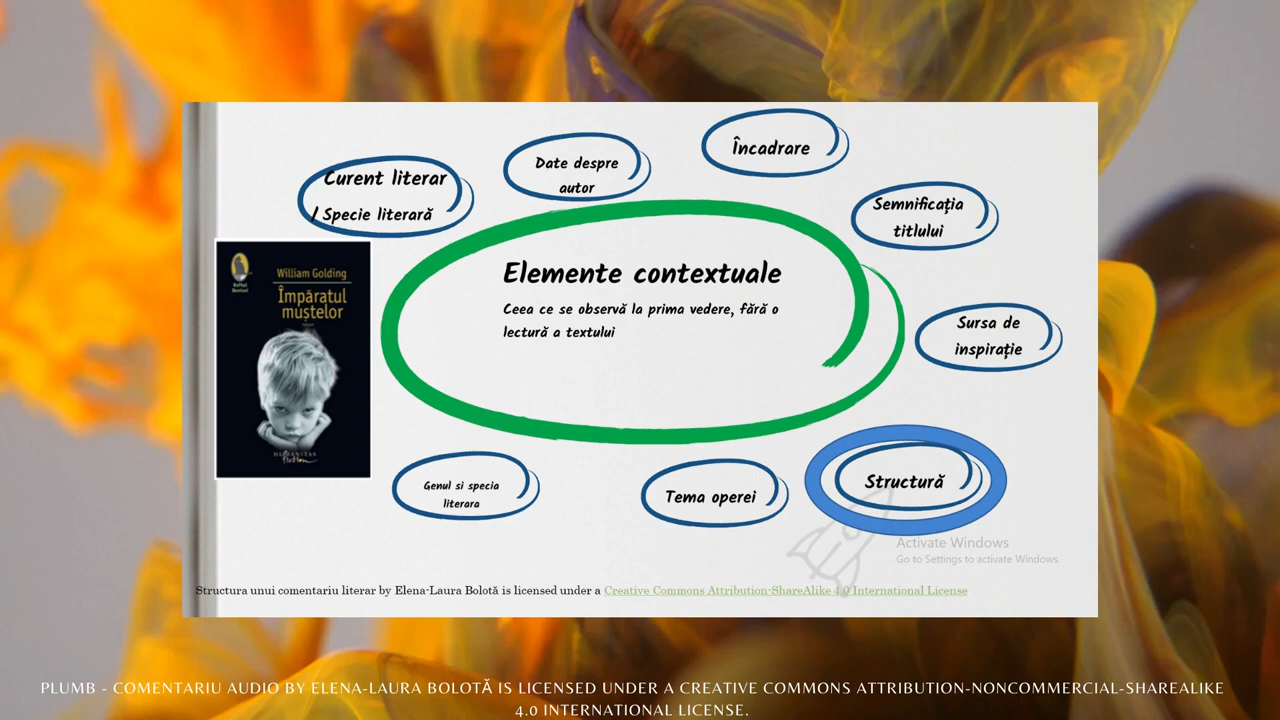 Încadrare
Date despre
autor
Curent literar
/ Specie literară
Semnificația
titlului
William Golding
Împăratul
muștelor
Elemente contextuale
Ceea ce se observă la prima vedere, fără o
lectură a textului
Sursa de
inspirație
HUMANITAS
fiction
Genul si specia
literara
Tema operei
Structură
Activate Windows
Go to Settings to activate Windows.
Structura unui comentariu literar by Elena-Laura Bolotă is licensed under a Creative Commons Attribution-ShareAlike 4.0 International License
PLUMB - COMENTARIU AUDIO BY ELENA-LAURA BOLOTĂ IS LICENSED UNDER A CREATIVE COMMONS ATTRIBUTION-NONCOMMERCIAL-SHAREALIKE
4.0 INTERNATIONAL LICENSE.